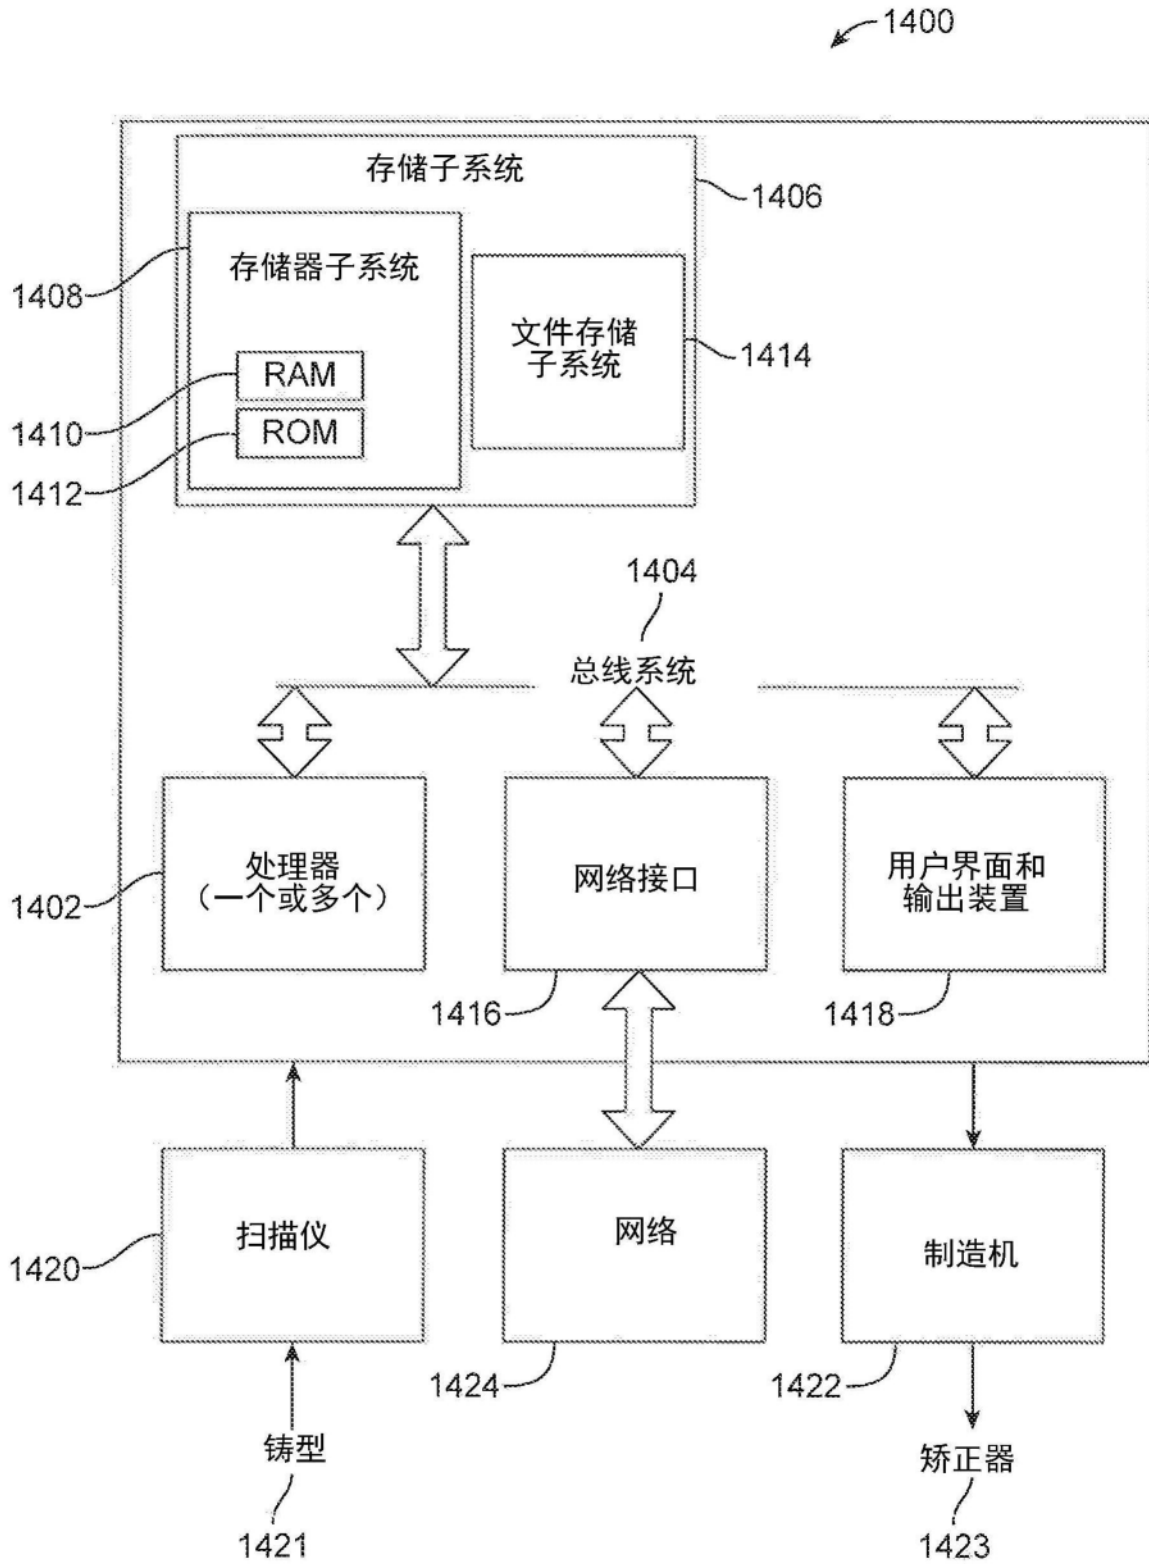 1400
存储子系统
1406
1408
存储器子系统
文件存储
子系统
1414
RAM
1410
ROM
1412
1404
总线系统
处理器
（一个或多个）
1402
网络接口
1416
用户界面和
输出装置
1418
扫描仪
1420
网络
1424
制造机
1422
铸型
1421
矫正器
1423